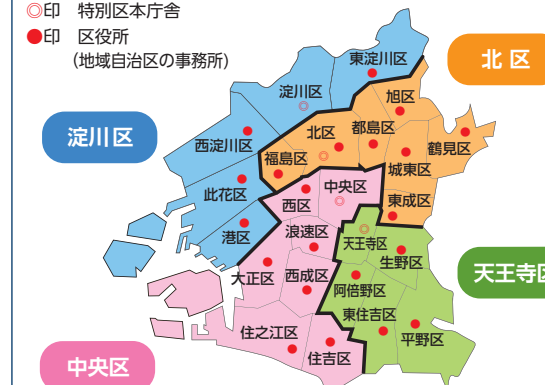 ◎印 特別区本庁舎
●印 区役所
(地域自治区の事務所)
東淀川区
北区
淀川区
旭区
淀川区
西淀川区
北区
都島区
鶴見区
福島区
城東区
此花区
中央区
西区
東成区
港区
浪速区
天王寺区
生野区
大正区
西成区
阿倍野区
天王寺区
東住吉区
住之江区
平野区
住吉区
中央区